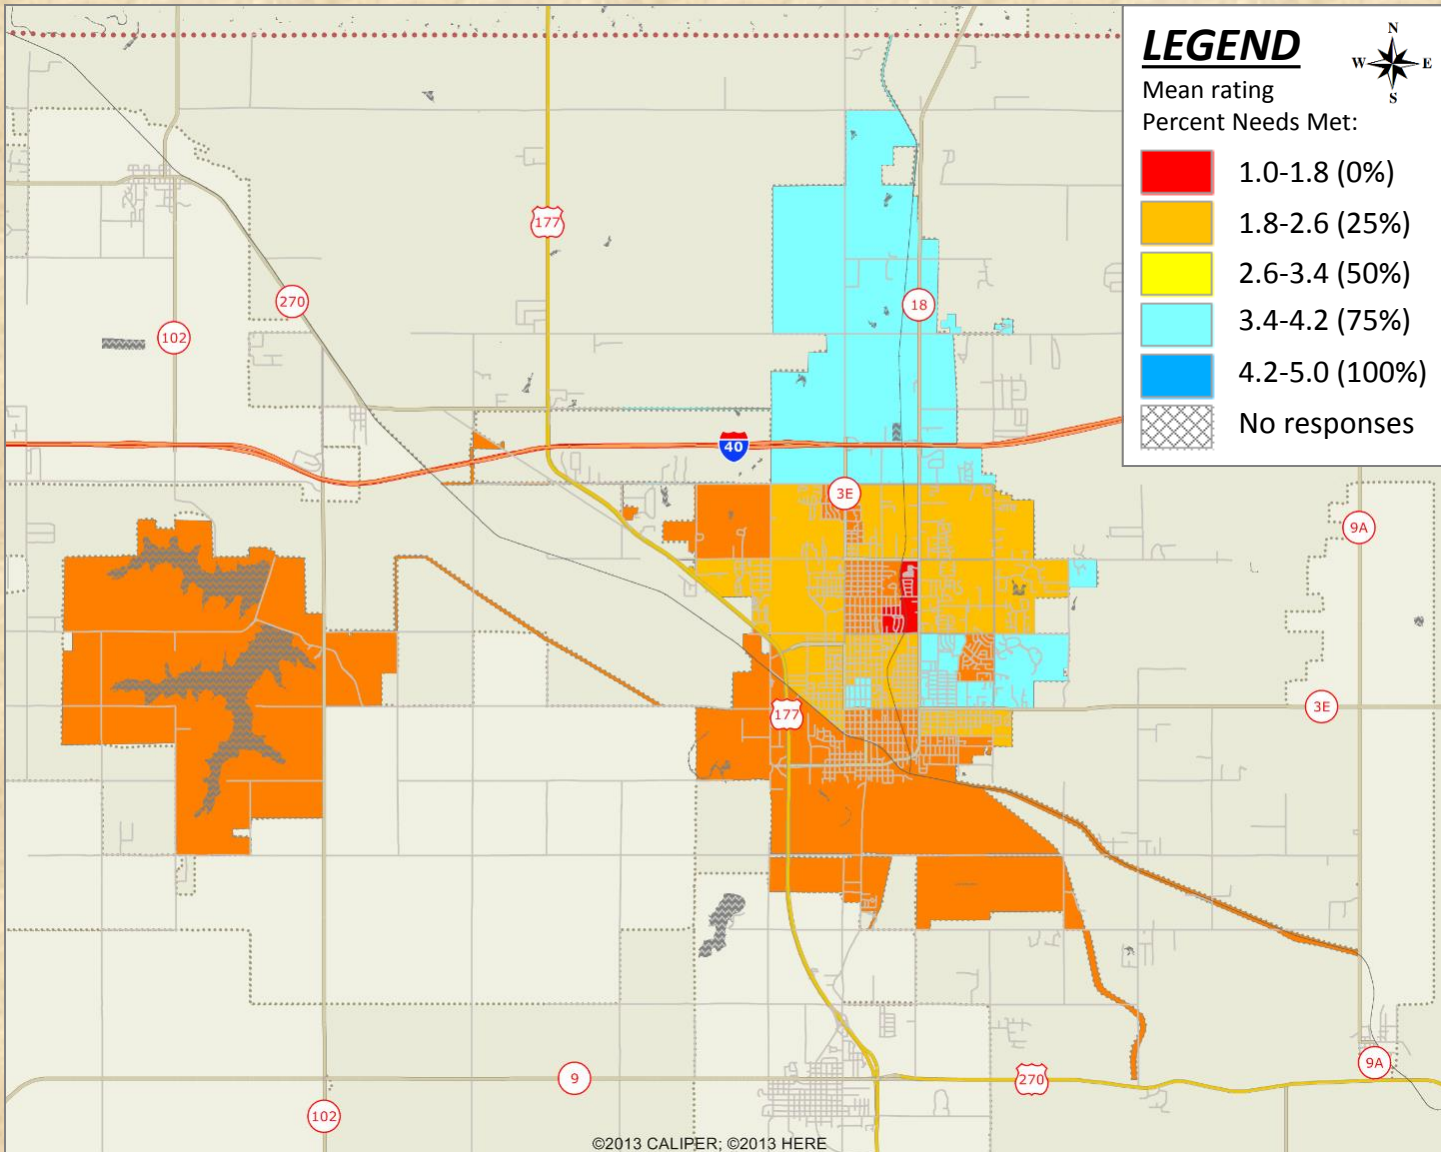 LEGEND
N
W E
S
Mean rating
Percent Needs Met:
1.0-1.8 (0%)
1.8-2.6 (25%)
2.6-3.4 (50%)
3.4-4.2 (75%)
4.2-5.0 (100%)
No responses
177
270
18
102
40
3E
9A
3E
177
9
270
9A
102
©2013 CALIPER; ©2013 HERE